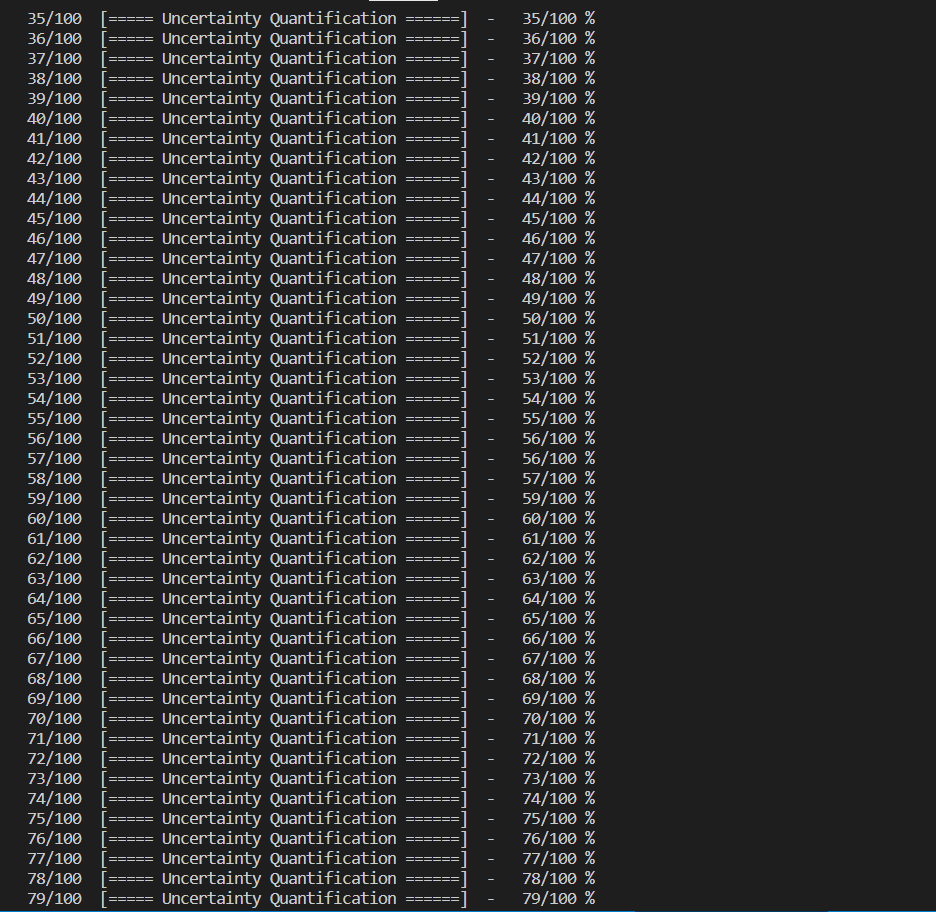 35/100 [===== Uncertainty Quantification ======] - 35/100 %
36/100 [===== Uncertainty Quantification ======] - 36/100 %
37/100 [===== Uncertainty Quantification ======] - 37/100 %
38/100 [===== Uncertainty Quantification ======] - 38/100 %
39/100 [===== Uncertainty Quantification ======] - 39/100 %
40/100 [===== Uncertainty Quantification ======] - 40/100 %
41/100 [===== Uncertainty Quantification ======] - 41/100 %
42/100 [===== Uncertainty Quantification ======] - 42/100 %
43/100 [===== Uncertainty Quantification ======] - 43/100 %
44/100 [===== Uncertainty Quantification ======] - 44/100 %
45/100 [===== Uncertainty Quantification ======] - 45/100 %
46/100 [===== Uncertainty Quantification ======] - 46/100 %
47/100 [===== Uncertainty Quantification ======] - 47/100 %
48/100 [===== Uncertainty Quantification ======] - 48/100 %
49/100 [===== Uncertainty Quantification ======] - 49/100 %
50/100 [===== Uncertainty Quantification ======] - 50/100 %
51/100 [===== Uncertainty Quantification ======] - 51/100 %
52/100 [===== Uncertainty Quantification ======] - 52/100 %
53/100 [===== Uncertainty Quantification ======] - 53/100 %
54/100 [===== Uncertainty Quantification ======] - 54/100 %
55/100 [===== Uncertainty Quantification ======] - 55/100 %
56/100 [===== Uncertainty Quantification ======] - 56/100 %
57/100 [===== Uncertainty Quantification ======] - 56/100 %
58/100 [===== Uncertainty Quantification ======] - 57/100 %
59/100 [===== Uncertainty Quantification ======] - 59/100 %
60/100 [===== Uncertainty Quantification ======] - 60/100 %
61/100 [===== Uncertainty Quantification ======] - 61/100 %
62/100 [===== Uncertainty Quantification ======] - 62/100 %
63/100 [===== Uncertainty Quantification ======] - 63/100 %
64/100 [===== Uncertainty Quantification ======] - 64/100 %
65/100 [===== Uncertainty Quantification ======] - 65/100 %
66/100 [===== Uncertainty Quantification ======] - 66/100 %
67/100 [===== Uncertainty Quantification ======] - 67/100 %
68/100 [===== Uncertainty Quantification ======] - 68/100 %
69/100 [===== Uncertainty Quantification ======] - 69/100 %
70/100 [===== Uncertainty Quantification ======] - 70/100 %
71/100 [===== Uncertainty Quantification ======] - 71/100 %
72/100 [===== Uncertainty Quantification ======] - 72/100 %
73/100 [===== Uncertainty Quantification ======] - 73/100 %
74/100 [===== Uncertainty Quantification ======] - 74/100 %
75/100 [===== Uncertainty Quantification ======] - 75/100 %
76/100 [===== Uncertainty Quantification ======] - 76/100 %
77/100 [===== Uncertainty Quantification ======] - 77/100 %
78/100 [===== Uncertainty Quantification ======] - 78/100 %
79/100 [===== Uncertainty Quantification ======] - 79/100 %